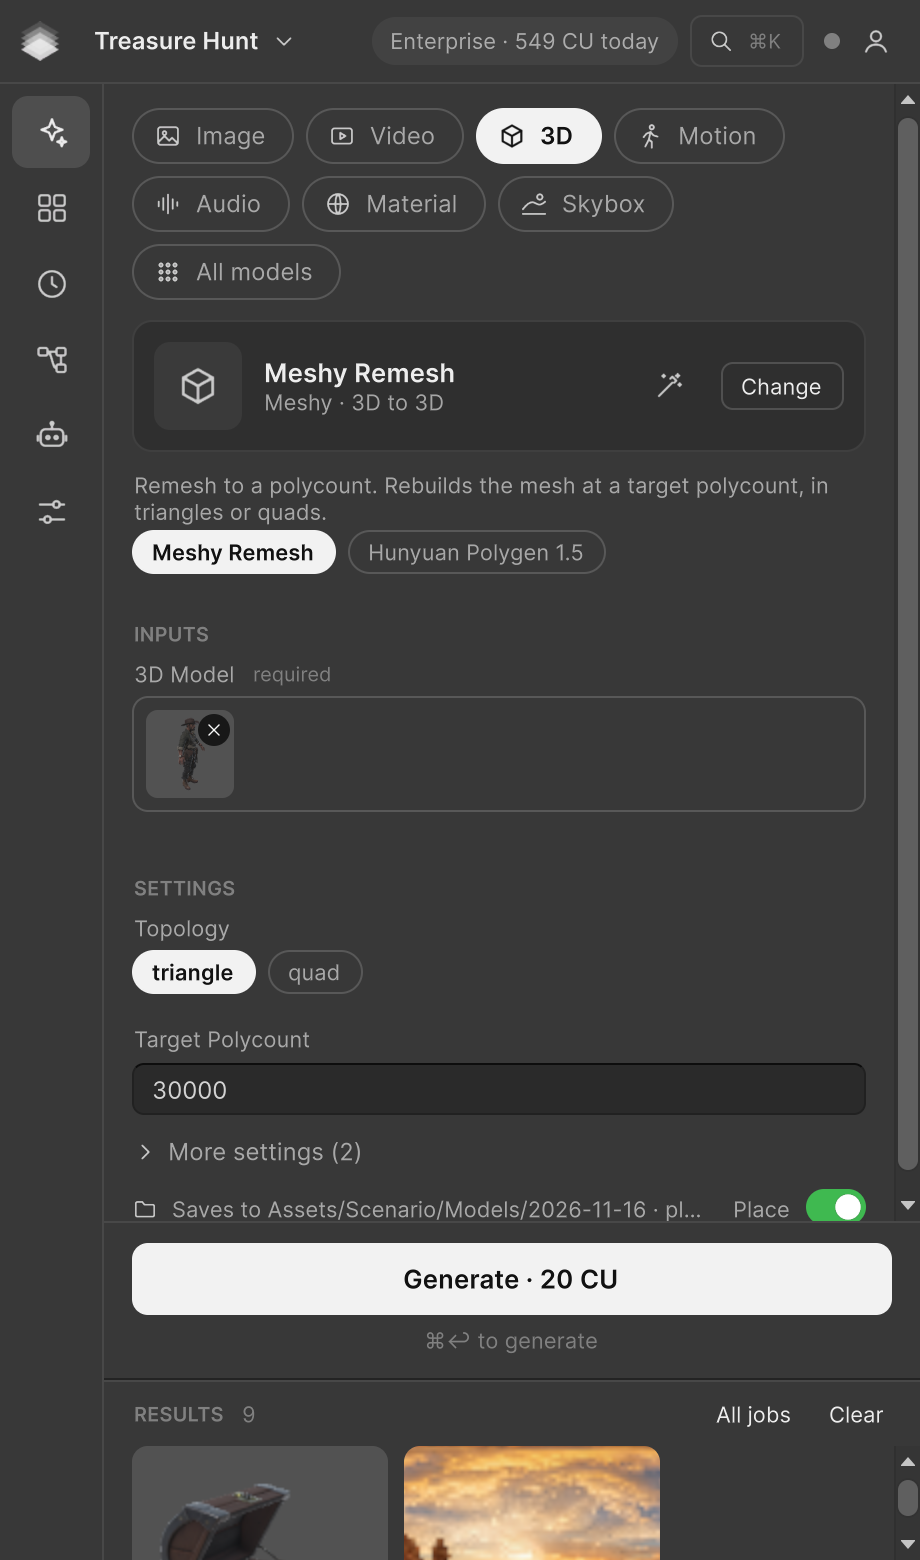 Treasure Hunt
Enterprise · 549 CU today
⌘K
Image
Video
3D
Motion
Audio
Material
Skybox
All models
Meshy Remesh
Meshy · 3D to 3D
Change
Remesh to a polycount. Rebuilds the mesh at a target polycount, in
triangles or quads.
Meshy Remesh
Hunyuan Polygen 1.5
INPUTS
3D Model required
SETTINGS
Topology
triangle
quad
Target Polycount
30000
More settings (2)
Saves to Assets/Scenario/Models/2026-11-16 · pl...
Place
Generate · 20 CU
⌘↩ to generate
RESULTS 9
All jobs
Clear